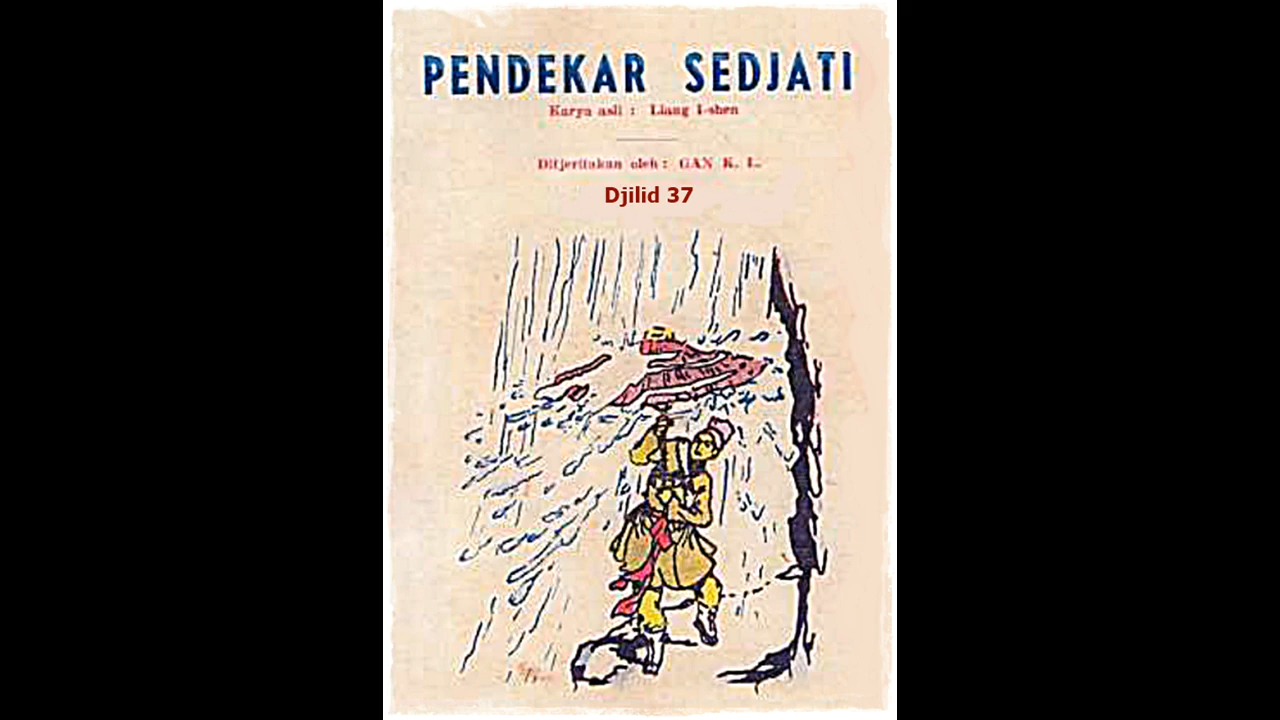 PENDEKAR SEDJATI
Karya asli : Liang I-shen
Ditjeritakan oleh : GAN K. L.
Djilid 37